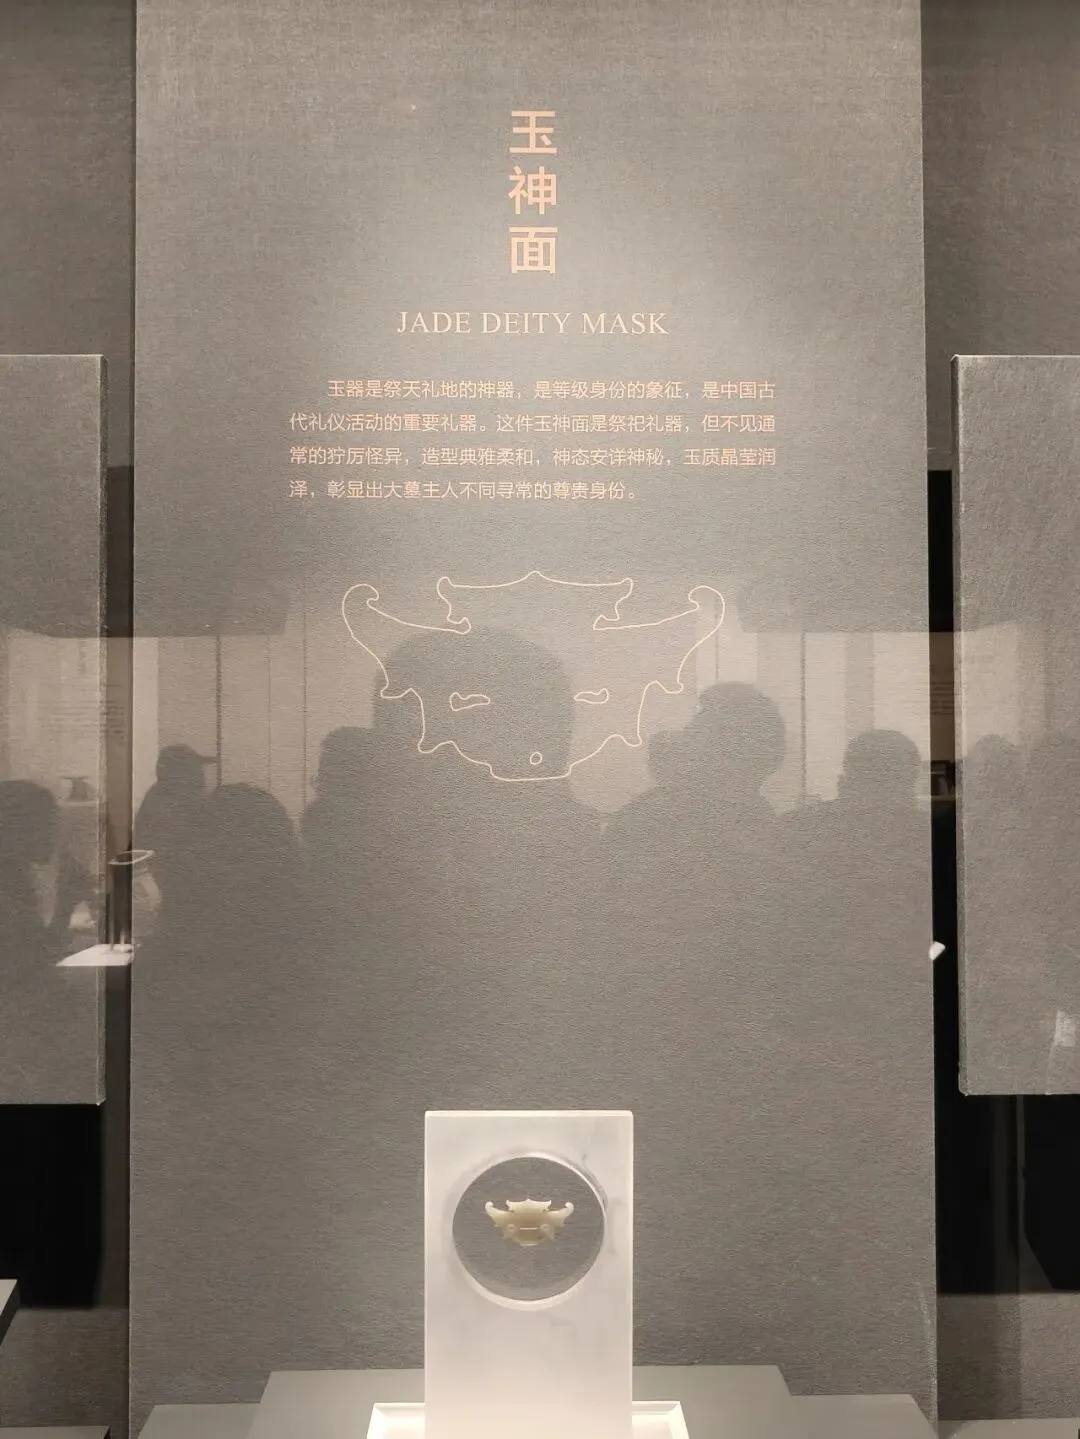 玉神面
JADE DEITY MASK
玉器是祭天礼地的神器，是等级身份的象征，是中国古
代礼仪活动的重要礼器。这件玉神面是祭祀礼器，但不见通
常的狞厉怪异，造型典雅柔和，神态安详神秘，玉质晶莹润
泽，彰显出大墓主人不同寻常的尊贵身份。